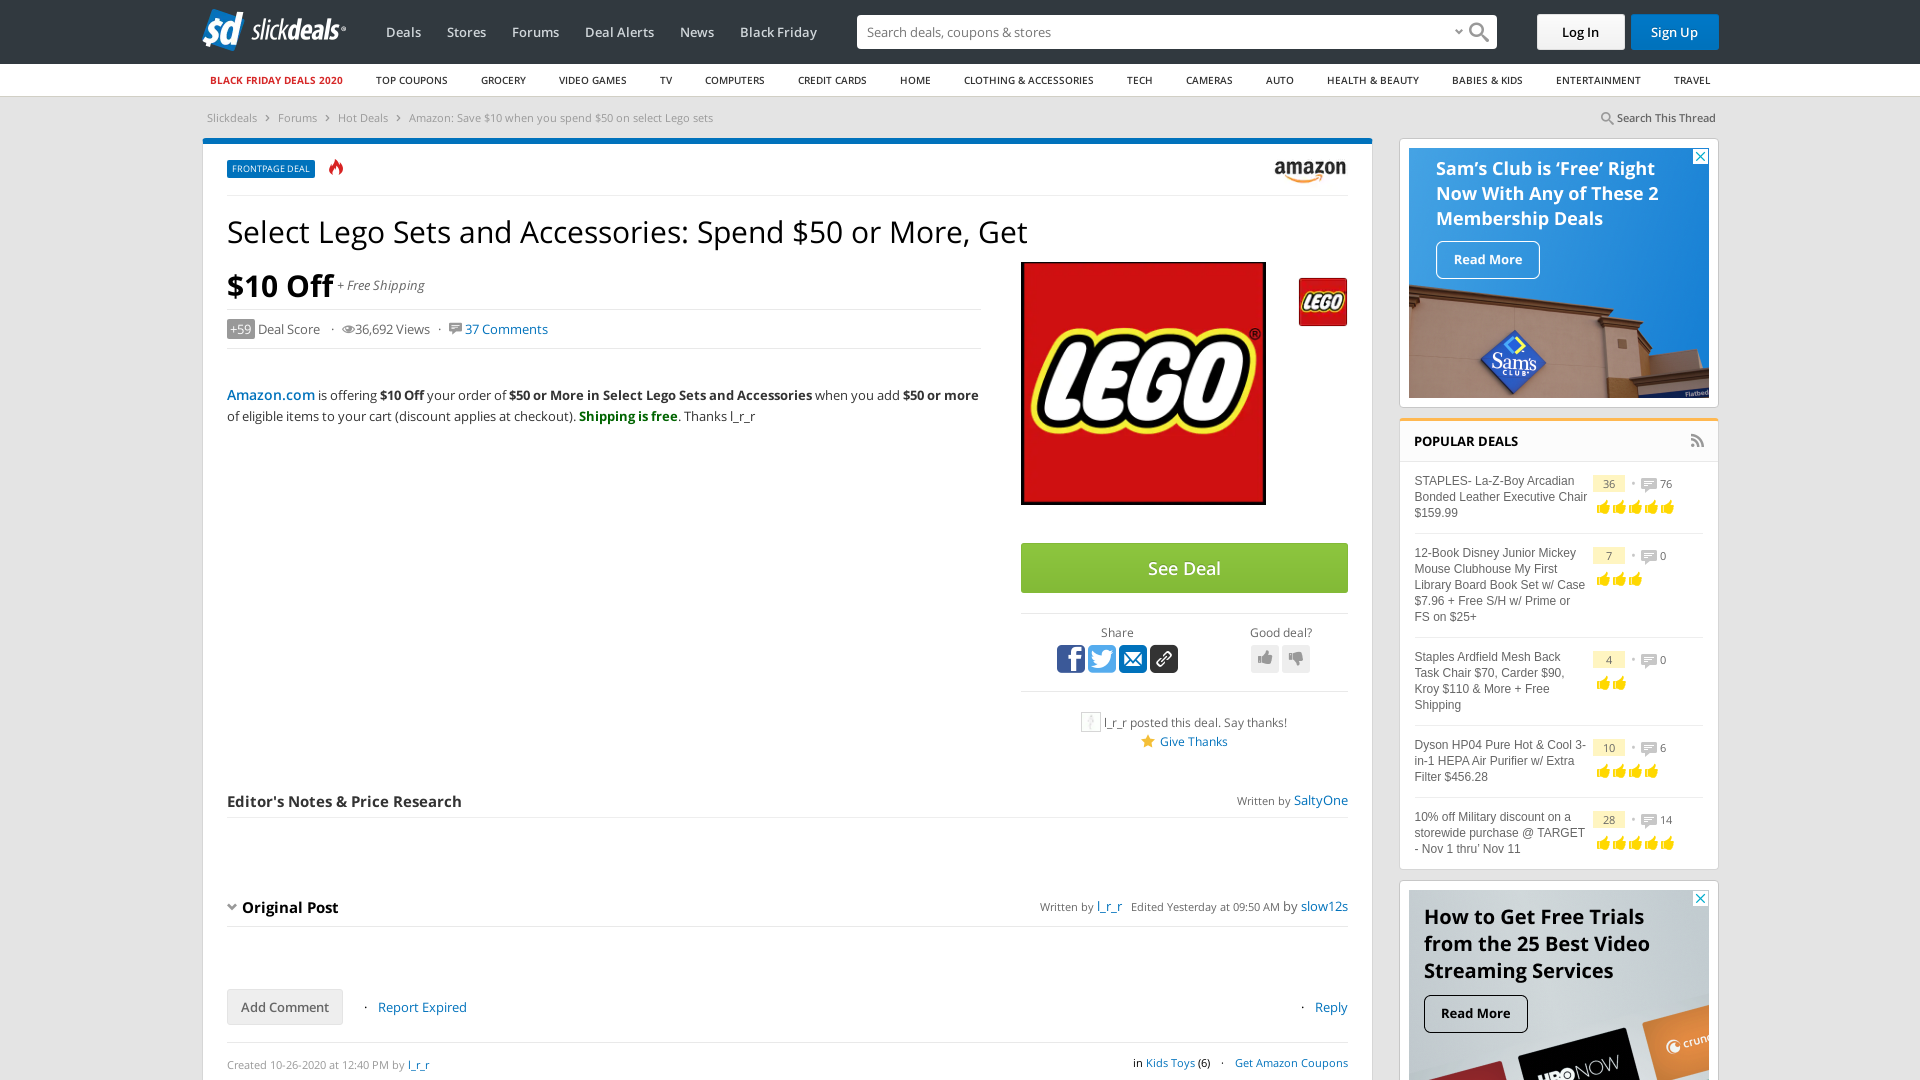 sd slickdeals
Deals Stores Forums Deal Alerts News Black Friday
Search deals, coupons & stores
Log In
Sign Up
BLACK FRIDAY DEALS 2020 TOP COUPONS GROCERY VIDEO GAMES TV COMPUTERS CREDIT CARDS HOME CLOTHING & ACCESSORIES TECH CAMERAS AUTO HEALTH & BEAUTY BABIES & KIDS ENTERTAINMENT TRAVEL
Slickdeals › Forums › Hot Deals › Amazon: Save $10 when you spend $50 on select Lego sets
Search This Thread
FRONTPAGE DEAL
amazon
Select Lego Sets and Accessories: Spend $50 or More, Get
$10 Off + Free Shipping
+59 Deal Score · 36,692 Views · 37 Comments
Amazon.com is offering $10 Off your order of $50 or More in Select Lego Sets and Accessories when you add $50 or more
of eligible items to your cart (discount applies at checkout). Shipping is free. Thanks l_r_r
LEGO®
LEGO
See Deal
Share
Good deal?
l_r_r posted this deal. Say thanks!
Give Thanks
Editor's Notes & Price Research
Written by SaltyOne
Original Post
Written by l_r_r Edited Yesterday at 09:50 AM by slow12s
Add Comment · Report Expired
· Reply
Created 10-26-2020 at 12:40 PM by l_r_r
in Kids Toys (6) · Get Amazon Coupons
Sam's Club is ‘Free’ Right
Now With Any of These 2
Membership Deals
Read More
Sam's
CLUB
Flatbed
POPULAR DEALS
STAPLES- La-Z-Boy Arcadian
Bonded Leather Executive Chair
$159.99
36 • 76
12-Book Disney Junior Mickey
Mouse Clubhouse My First
Library Board Book Set w/ Case
$7.96 + Free S/H w/ Prime or
FS on $25+
7 • 0
Staples Ardfield Mesh Back
Task Chair $70, Carder $90,
Kroy $110 & More + Free
Shipping
4 • 0
Dyson HP04 Pure Hot & Cool 3-
in-1 HEPA Air Purifier w/ Extra
Filter $456.28
10 • 6
10% off Military discount on a
storewide purchase @ TARGET
- Nov 1 thru’ Nov 11
28 • 14
How to Get Free Trials
from the 25 Best Video
Streaming Services
Read More
HBO NOW
crunc